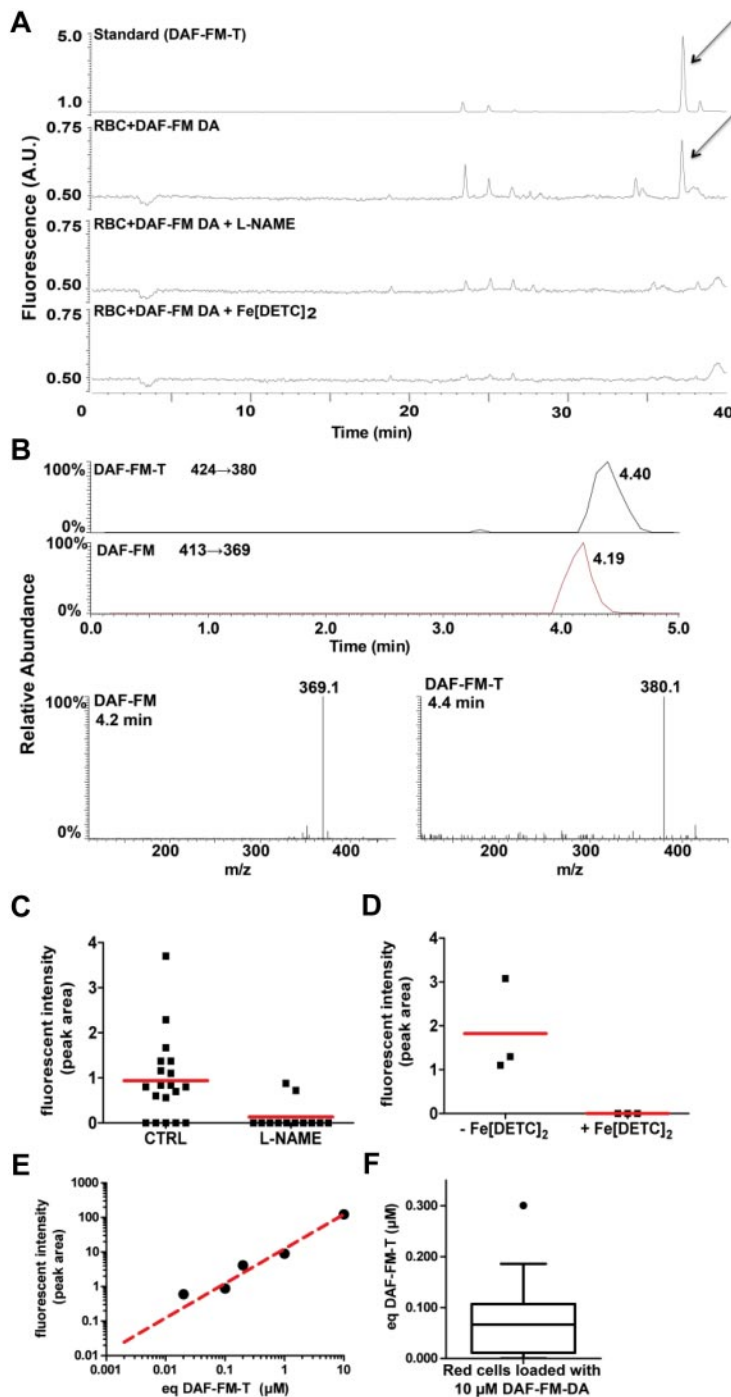 A
Standard (DAF-FM-T)
5.0
1.0
RBC+DAF-FM DA
0.75
0.50
RBC+DAF-FM DA + L-NAME
0.75
0.50
RBC+DAF-FM DA + Fe[DETC]2
0.75
0.50
Fluorescence (A.U.)
0 10 20 30 40
Time (min)
B
DAF-FM-T 424→380
100%
0%
4.40
DAF-FM 413→369
100%
0%
4.19
0.0 1.0 2.0 3.0 4.0 5.0
Time (min)
Relative Abundance
DAF-FM
4.2 min
369.1
100%
0%
200 300 400
m/z
DAF-FM-T
4.4 min
380.1
200 300 400
m/z
C
fluorescent intensity
(peak area)
4
3
2
1
0
CTRL L-NAME
D
fluorescent intensity
(peak area)
4
3
2
1
0
- Fe[DETC]2 + Fe[DETC]2
E
fluorescent intensity
(peak area)
1000
100
10
1
0.1
0.01
0.001 0.01 0.1 1 10
eq DAF-FM-T (µM)
F
eq DAF-FM-T (µM)
0.300
0.200
0.100
0.000
Red cells loaded with
10 µM DAF-FM-DA